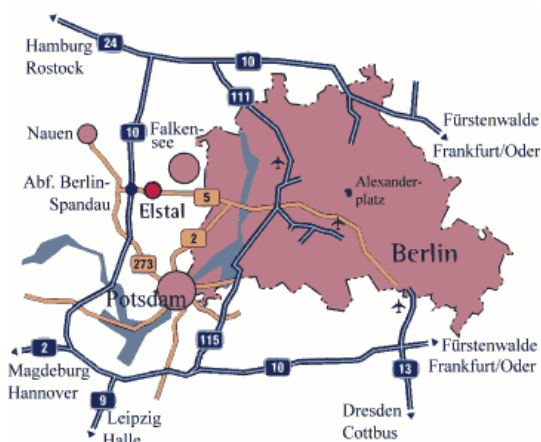 24
Hamburg
Rostock
10
111
Fürstenwalde
Frankfurt/Oder
10
Nauen
Falken-
see
Abf. Berlin-
Spandau
Elstal
5
Alexander-
platz
2
Berlin
273
Potsdam
115
2
Magdeburg
Hannover
9
Leipzig
Halle
10
13
Fürstenwalde
Frankfurt/Oder
Dresden
Cottbus